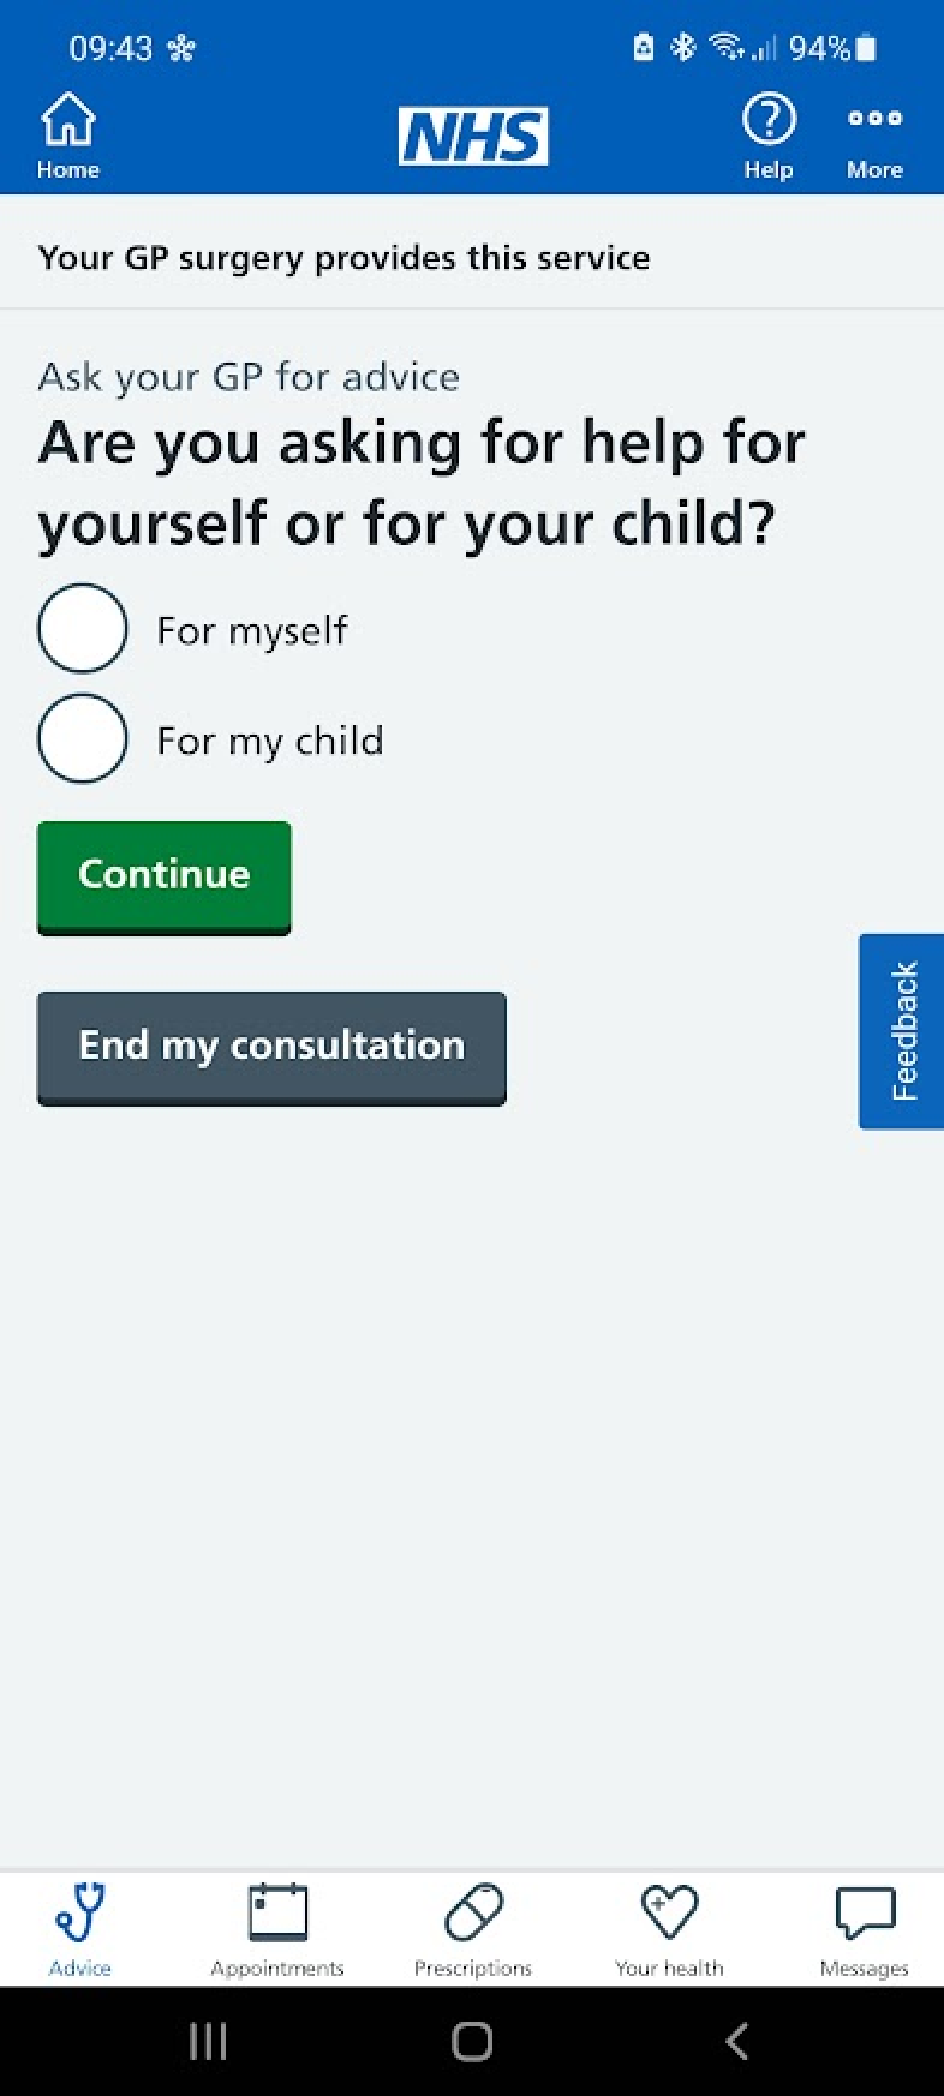 09:43
94%
Home
NHS
Help
More
Your GP surgery provides this service
Ask your GP for advice
Are you asking for help for
yourself or for your child?
For myself
For my child
Continue
End my consultation
Feedback
Advice
Appointments
Prescriptions
Your health
Messages